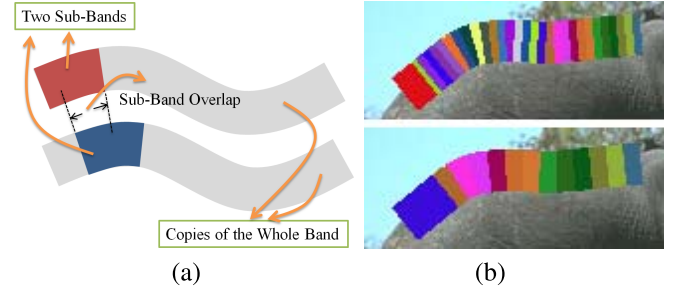 Two Sub-Bands
Sub-Band Overlap
Copies of the Whole Band
(a)
(b)